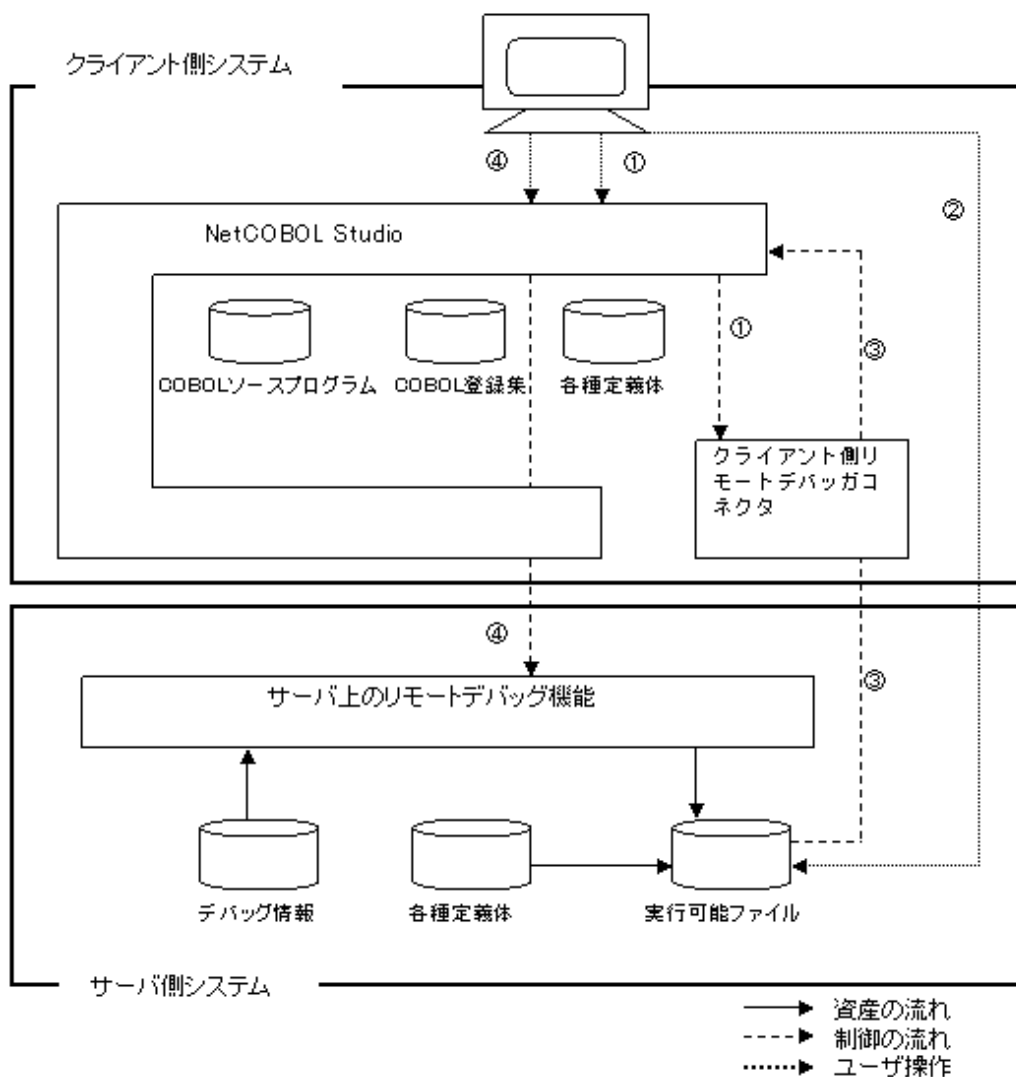 クライアント側システム
④
①
②
NetCOBOL Studio
①
③
COBOLソースプログラム
COBOL登録集
各種定義体
クライアント側リ
モートデバッガコ
ネクタ
④
サーバ上のリモートデバッグ機能
③
デバッグ情報
各種定義体
実行可能ファイル
サーバ側システム
資産の流れ
制御の流れ
ユーザ操作